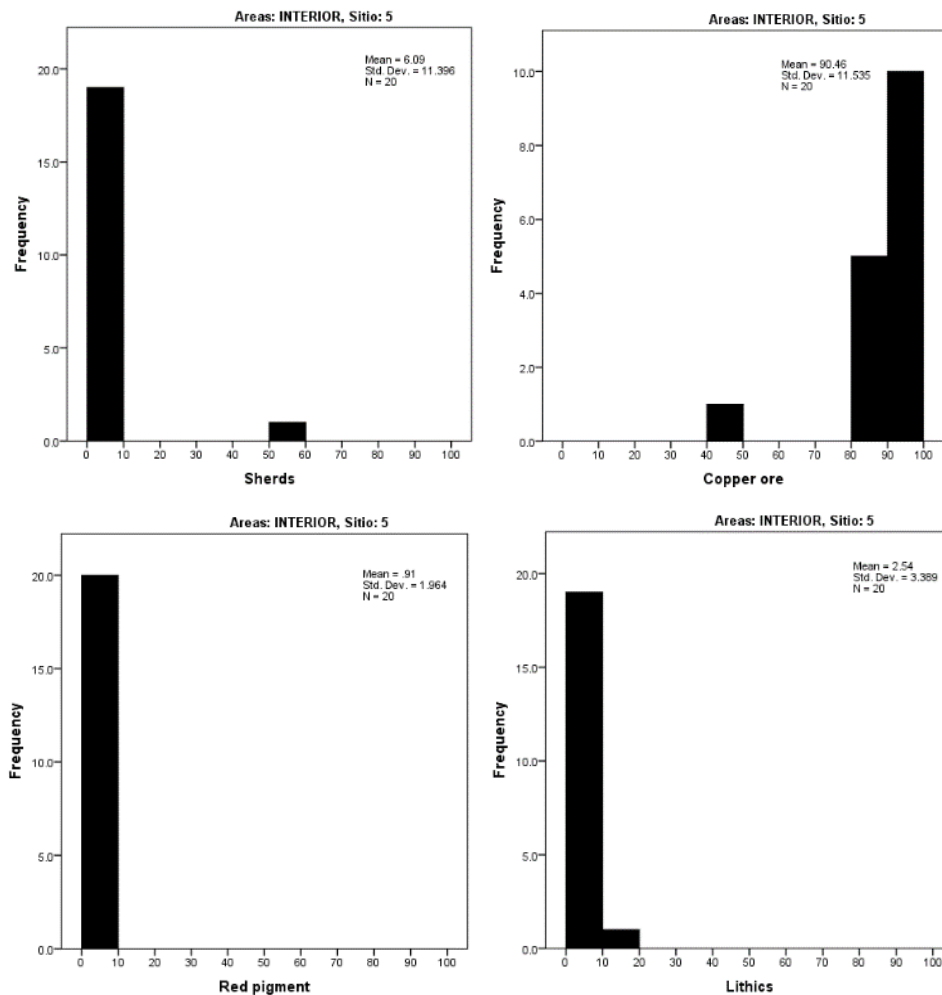 Areas: INTERIOR, Sitio: 5
Mean = 6.09
Std. Dev. = 11.396
N = 20
20.0
15.0
10.0
5.0
0.0
Frequency
0 10 20 30 40 50 60 70 80 90 100
Sherds
Areas: INTERIOR, Sitio: 5
Mean = 90.46
Std. Dev. = 11.535
N = 20
10.0
8.0
6.0
4.0
2.0
0.0
Frequency
0 10 20 30 40 50 60 70 80 90 100
Copper ore
Areas: INTERIOR, Sitio: 5
Mean = .91
Std. Dev. = 1.964
N = 20
20.0
15.0
10.0
5.0
0.0
Frequency
0 10 20 30 40 50 60 70 80 90 100
Red pigment
Areas: INTERIOR, Sitio: 5
Mean = 2.54
Std. Dev. = 3.389
N = 20
20.0
15.0
10.0
5.0
0.0
Frequency
0 10 20 30 40 50 60 70 80 90 100
Lithics